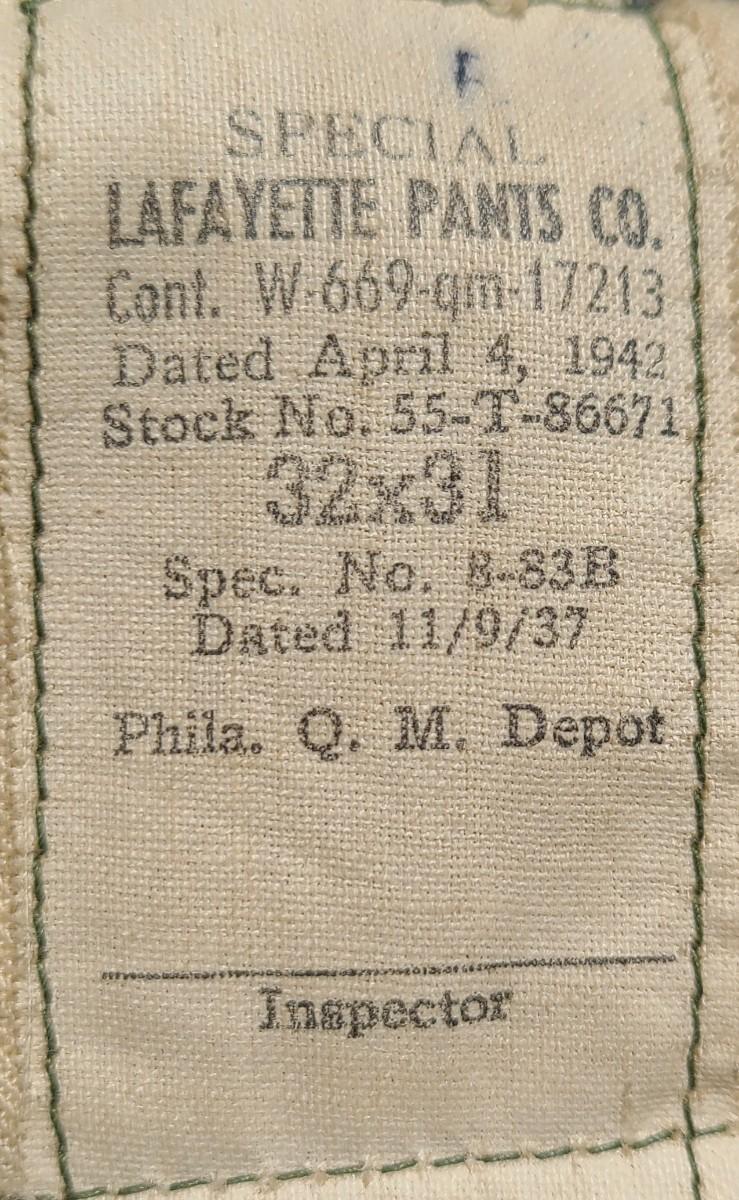 SPECIAL
LAFAYETTE PANTS CO.
Cont. W-669-qm-17213
Dated April 4, 1942
Stock No. 55-T-86671
32x31
Spec. No. 8-83B
Dated 11/9/37
Phila. Q. M. Depot
Inspector